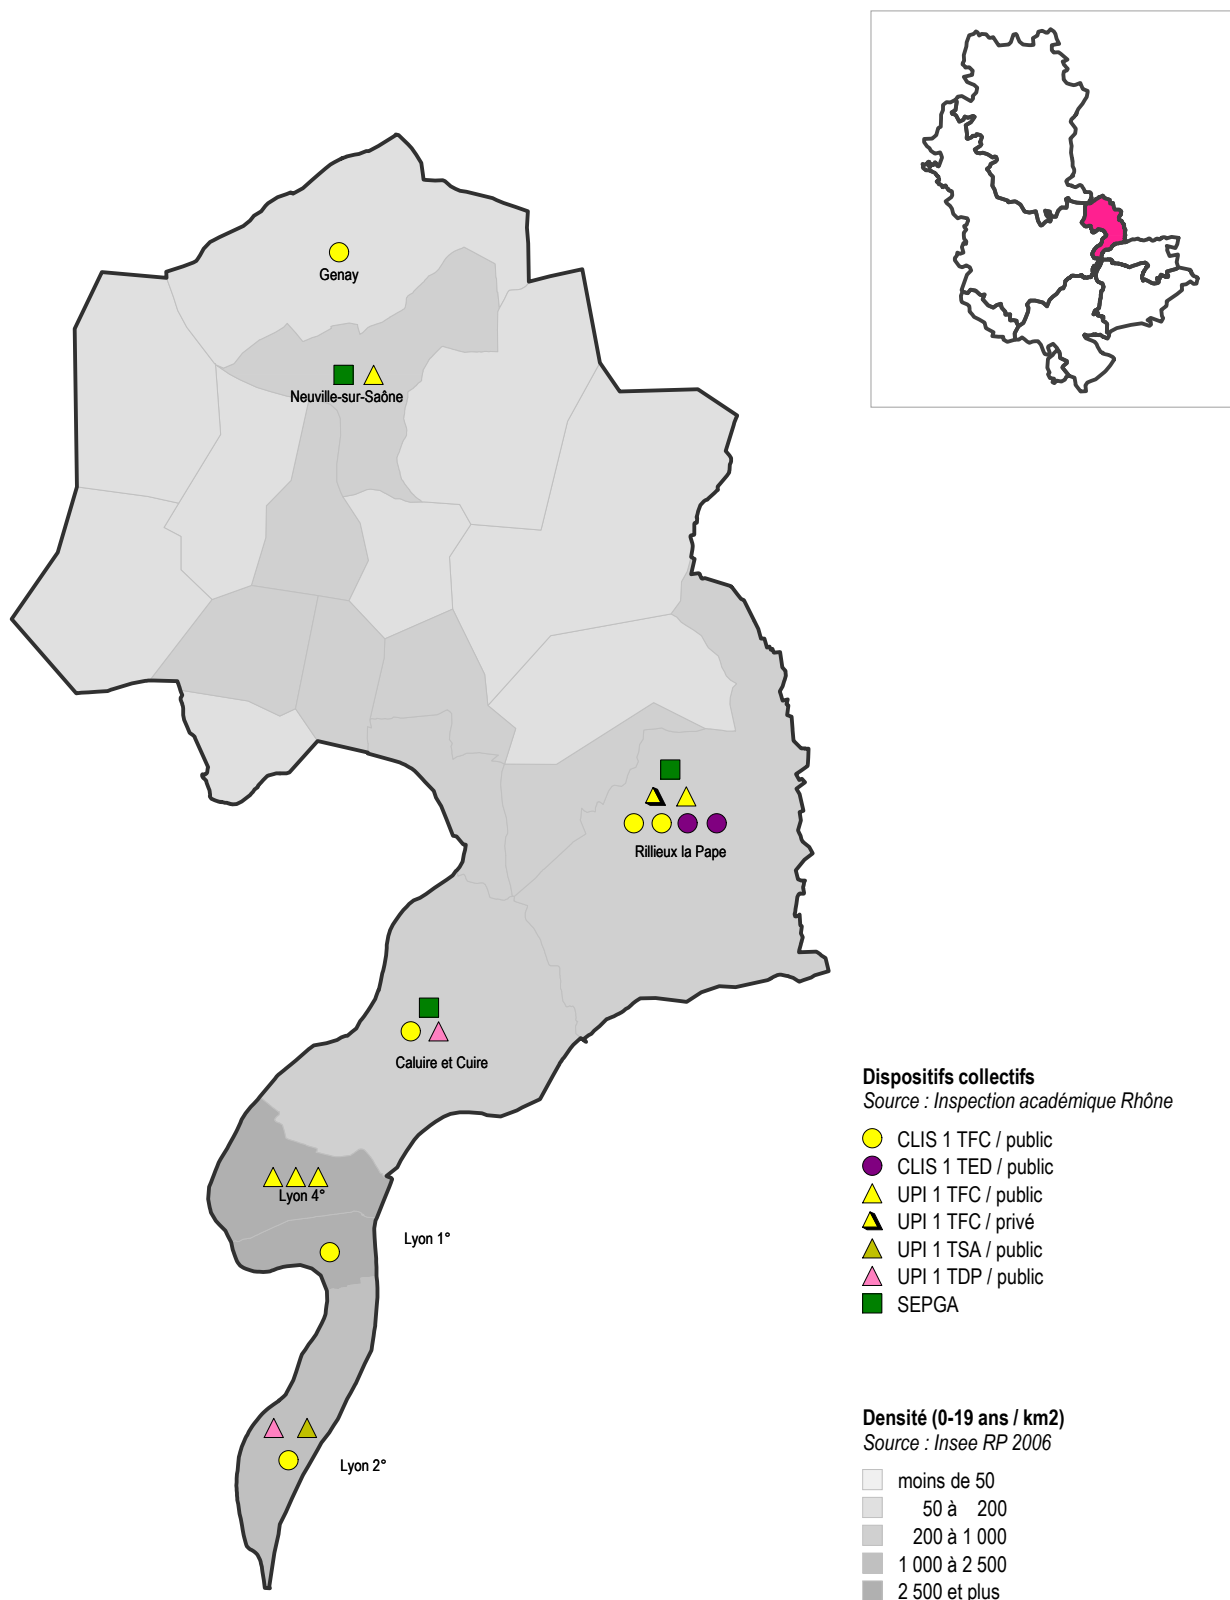 Genay
Neuville-sur-Saône
Rillieux la Pape
Caluire et Cuire
Lyon 4°
Lyon 1°
Lyon 2°
Dispositifs collectifs
Source : Inspection académique Rhône
CLIS 1 TFC / public
CLIS 1 TED / public
UPI 1 TFC / public
UPI 1 TFC / privé
UPI 1 TSA / public
UPI 1 TDP / public
SEPGA
Densité (0-19 ans / km2)
Source : Insee RP 2006
moins de 50
50 à 200
200 à 1 000
1 000 à 2 500
2 500 et plus